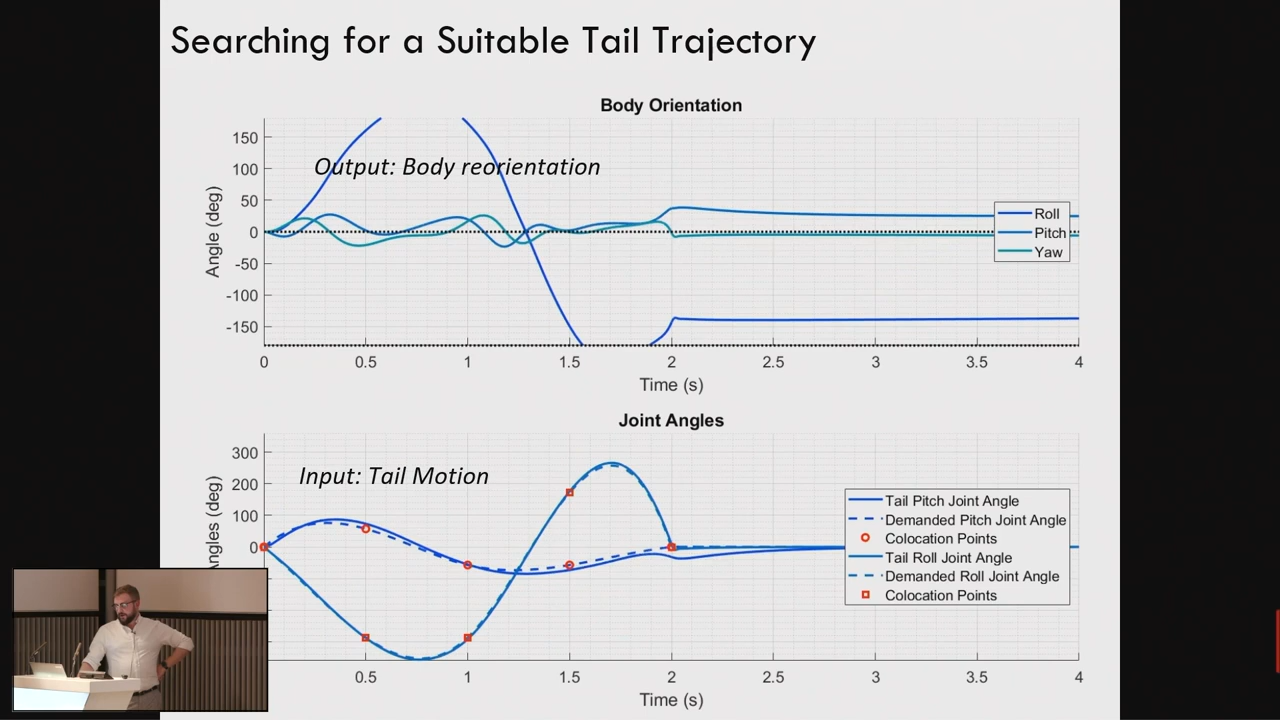 Searching for a Suitable Tail Trajectory
Body Orientation
Output: Body reorientation
Angle (deg)
150
100
50
0
-50
-100
-150
Roll
Pitch
Yaw
0 0.5 1 1.5 2 2.5 3 3.5 4
Time (s)
Joint Angles
Input: Tail Motion
Angles (deg)
300
200
100
0
Tail Pitch Joint Angle
Demanded Pitch Joint Angle
Colocation Points
Tail Roll Joint Angle
Demanded Roll Joint Angle
Colocation Points
0.5 1 1.5 2 2.5 3 3.5 4
Time (s)